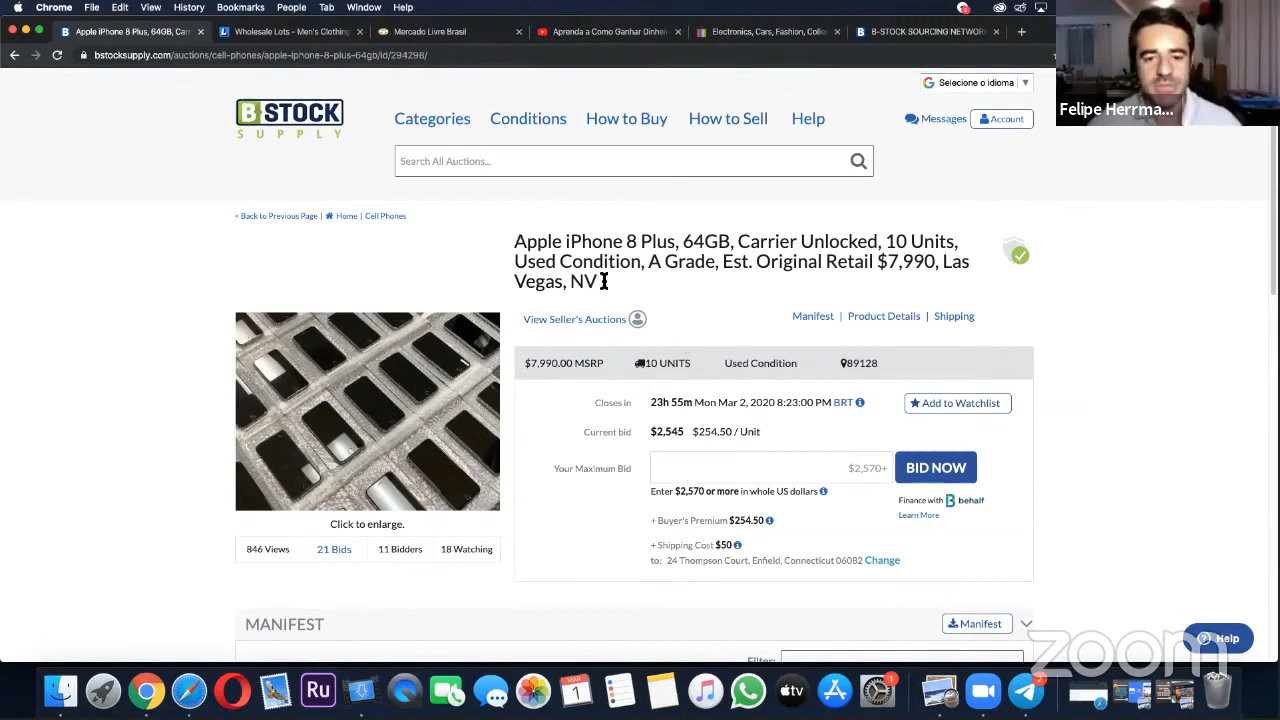 Chrome File Edit View History Bookmarks People Tab Window Help
Apple iPhone 8 Plus, 64GB, Carr
Wholesale Lots - Men's Clothing
Mercado Livre Brasil
Aprenda a Como Ganhar Dinhei
Electronics, Cars, Fashion, Colle
B-STOCK SOURCING NETWOR
bstocksupply.com/auctions/cell-phones/apple-iphone-8-plus-64gb/id/294298/
Felipe Herrma...
Selecione o idioma
B-STOCK
SUPPLY
Categories Conditions How to Buy How to Sell Help
Messages Account
Search All Auctions...
< Back to Previous Page | Home | Cell Phones
Apple iPhone 8 Plus, 64GB, Carrier Unlocked, 10 Units,
Used Condition, A Grade, Est. Original Retail $7,990, Las
Vegas, NV
View Seller's Auctions
Manifest | Product Details | Shipping
$7,990.00 MSRP 10 UNITS Used Condition 89128
Closes in 23h 55m Mon Mar 2, 2020 8:23:00 PM BRT
Add to Watchlist
Current bid $2,545 $254.50 / Unit
Your Maximum Bid $2,570+ BID NOW
Enter $2,570 or more in whole US dollars
Finance with behalf
Learn More
+ Buyer's Premium $254.50
+ Shipping Cost $50
to: 24 Thompson Court, Enfield, Connecticut 06082 Change
Click to enlarge.
846 Views 21 Bids 11 Bidders 18 Watching
MANIFEST
Manifest
Filter:
Help
zoom
Ru
1
tv
2